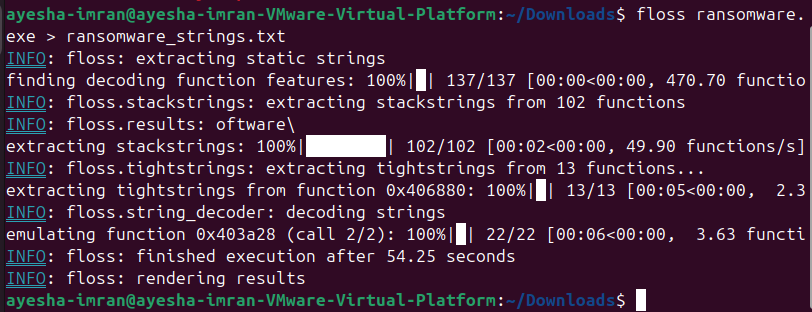 ayesha-imran@ayesha-imran-VMware-Virtual-Platform:~/Downloads$ floss ransomware.
exe > ransomware_strings.txt
INFO: floss: extracting static strings
finding decoding function features: 100%| | 137/137 [00:00<00:00, 470.70 functio
INFO: floss.stackstrings: extracting stackstrings from 102 functions
INFO: floss.results: oftware\
extracting stackstrings: 100%| | 102/102 [00:02<00:00, 49.90 functions/s]
INFO: floss.tightstrings: extracting tightstrings from 13 functions...
extracting tightstrings from function 0x406880: 100%| | 13/13 [00:05<00:00,  2.3
INFO: floss.string_decoder: decoding strings
emulating function 0x403a28 (call 2/2): 100%| | 22/22 [00:06<00:00,  3.63 functi
INFO: floss: finished execution after 54.25 seconds
INFO: floss: rendering results
ayesha-imran@ayesha-imran-VMware-Virtual-Platform:~/Downloads$